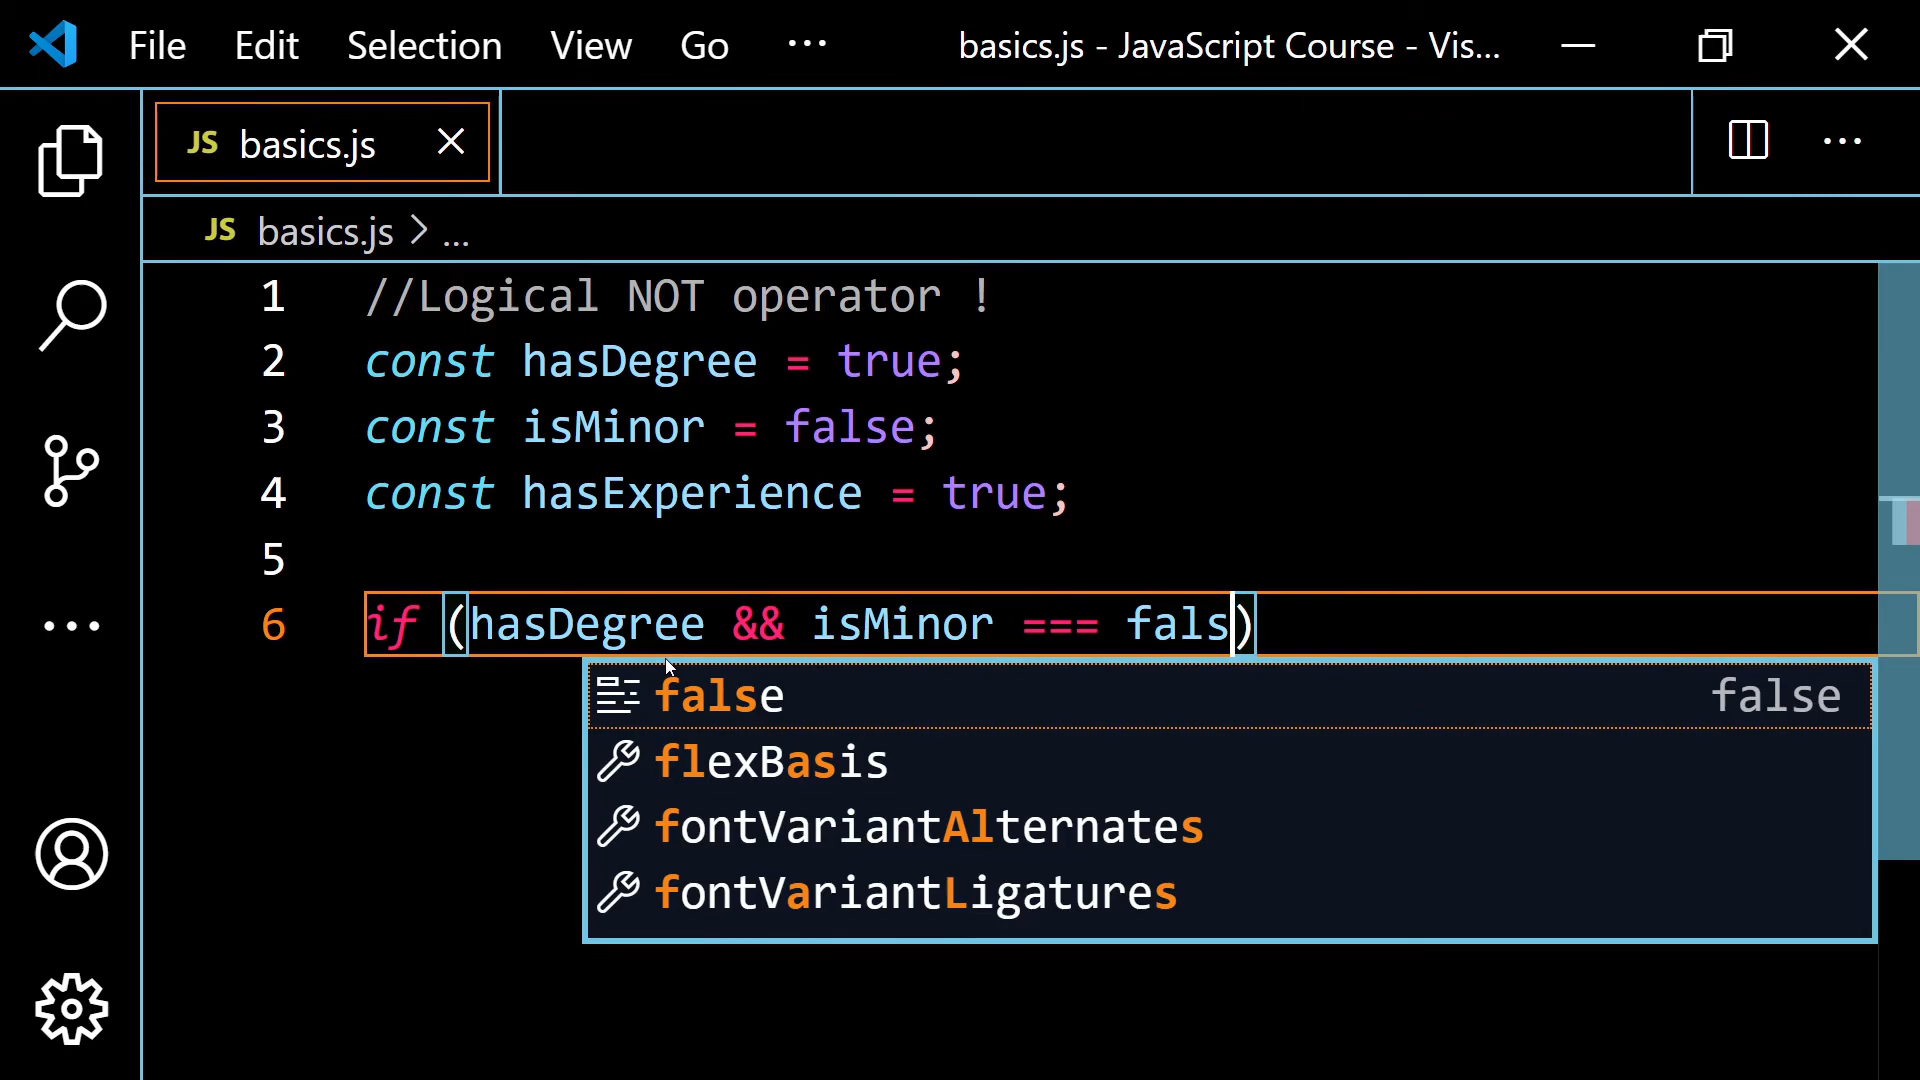 File Edit Selection View Go ··· basics.js - JavaScript Course - Vis...
JS basics.js
JS basics.js > ...
1 //Logical NOT operator !
2 const hasDegree = true;
3 const isMinor = false;
4 const hasExperience = true;
5
6 if (hasDegree && isMinor === fals)
false false
flexBasis
fontVariantAlternates
fontVariantLigatures